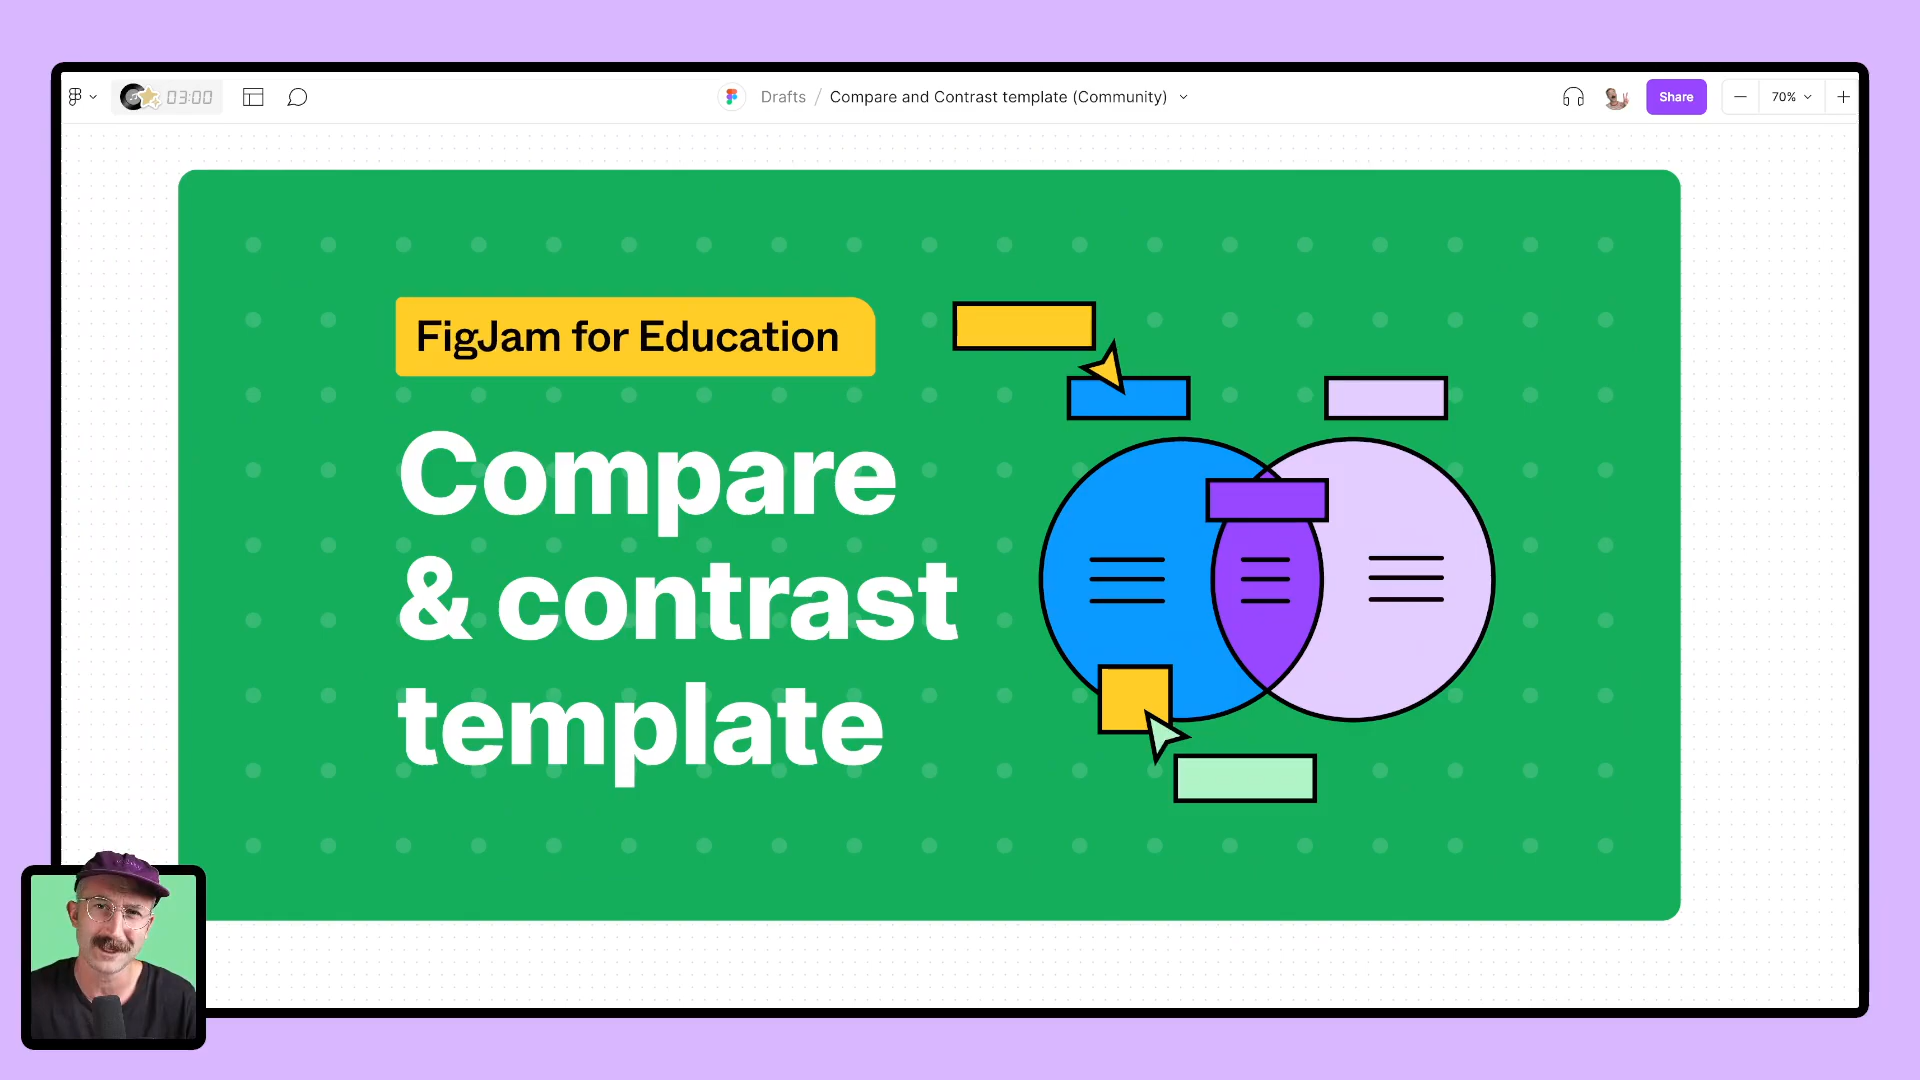 03:00
Drafts / Compare and Contrast template (Community)
Share
70%
FigJam for Education
Compare
& contrast
template